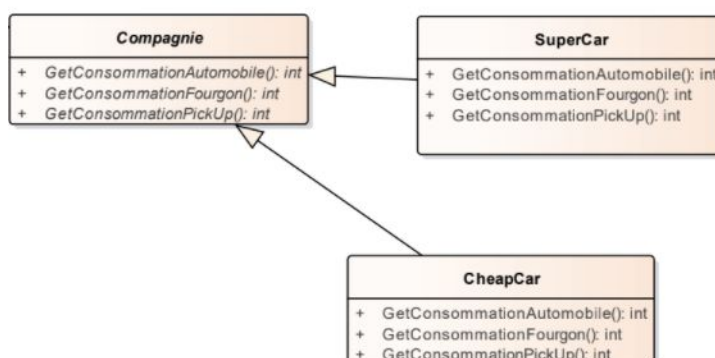 Compagnie
+ GetConsommationAutomobile(): int
+ GetConsommationFourgon(): int
+ GetConsommationPickUp(): int
SuperCar
+ GetConsommationAutomobile(): int
+ GetConsommationFourgon(): int
+ GetConsommationPickUp(): int
CheapCar
+ GetConsommationAutomobile(): int
+ GetConsommationFourgon(): int
+ GetConsommationPickUp(): int